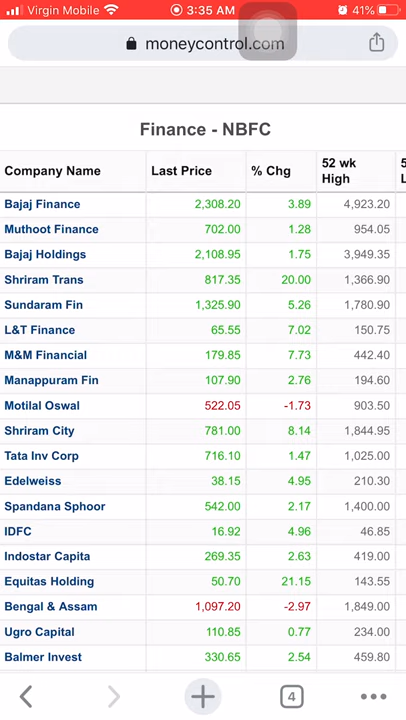 Virgin Mobile 3:35 AM 41%
moneycontrol.com
Finance - NBFC
Company Name Last Price % Chg 52 wk High 5 L
Bajaj Finance 2,308.20 3.89 4,923.20
Muthoot Finance 702.00 1.28 954.05
Bajaj Holdings 2,108.95 1.75 3,949.35
Shriram Trans 817.35 20.00 1,366.90
Sundaram Fin 1,325.90 5.26 1,780.90
L&T Finance 65.55 7.02 150.75
M&M Financial 179.85 7.73 442.40
Manappuram Fin 107.90 2.76 194.60
Motilal Oswal 522.05 -1.73 903.50
Shriram City 781.00 8.14 1,844.95
Tata Inv Corp 716.10 1.47 1,025.00
Edelweiss 38.15 4.95 210.30
Spandana Sphoor 542.00 2.17 1,400.00
IDFC 16.92 4.96 46.85
Indostar Capita 269.35 2.63 419.00
Equitas Holding 50.70 21.15 143.55
Bengal & Assam 1,097.20 -2.97 1,849.00
Ugro Capital 110.85 0.77 234.00
Balmer Invest 330.65 2.54 459.80
4